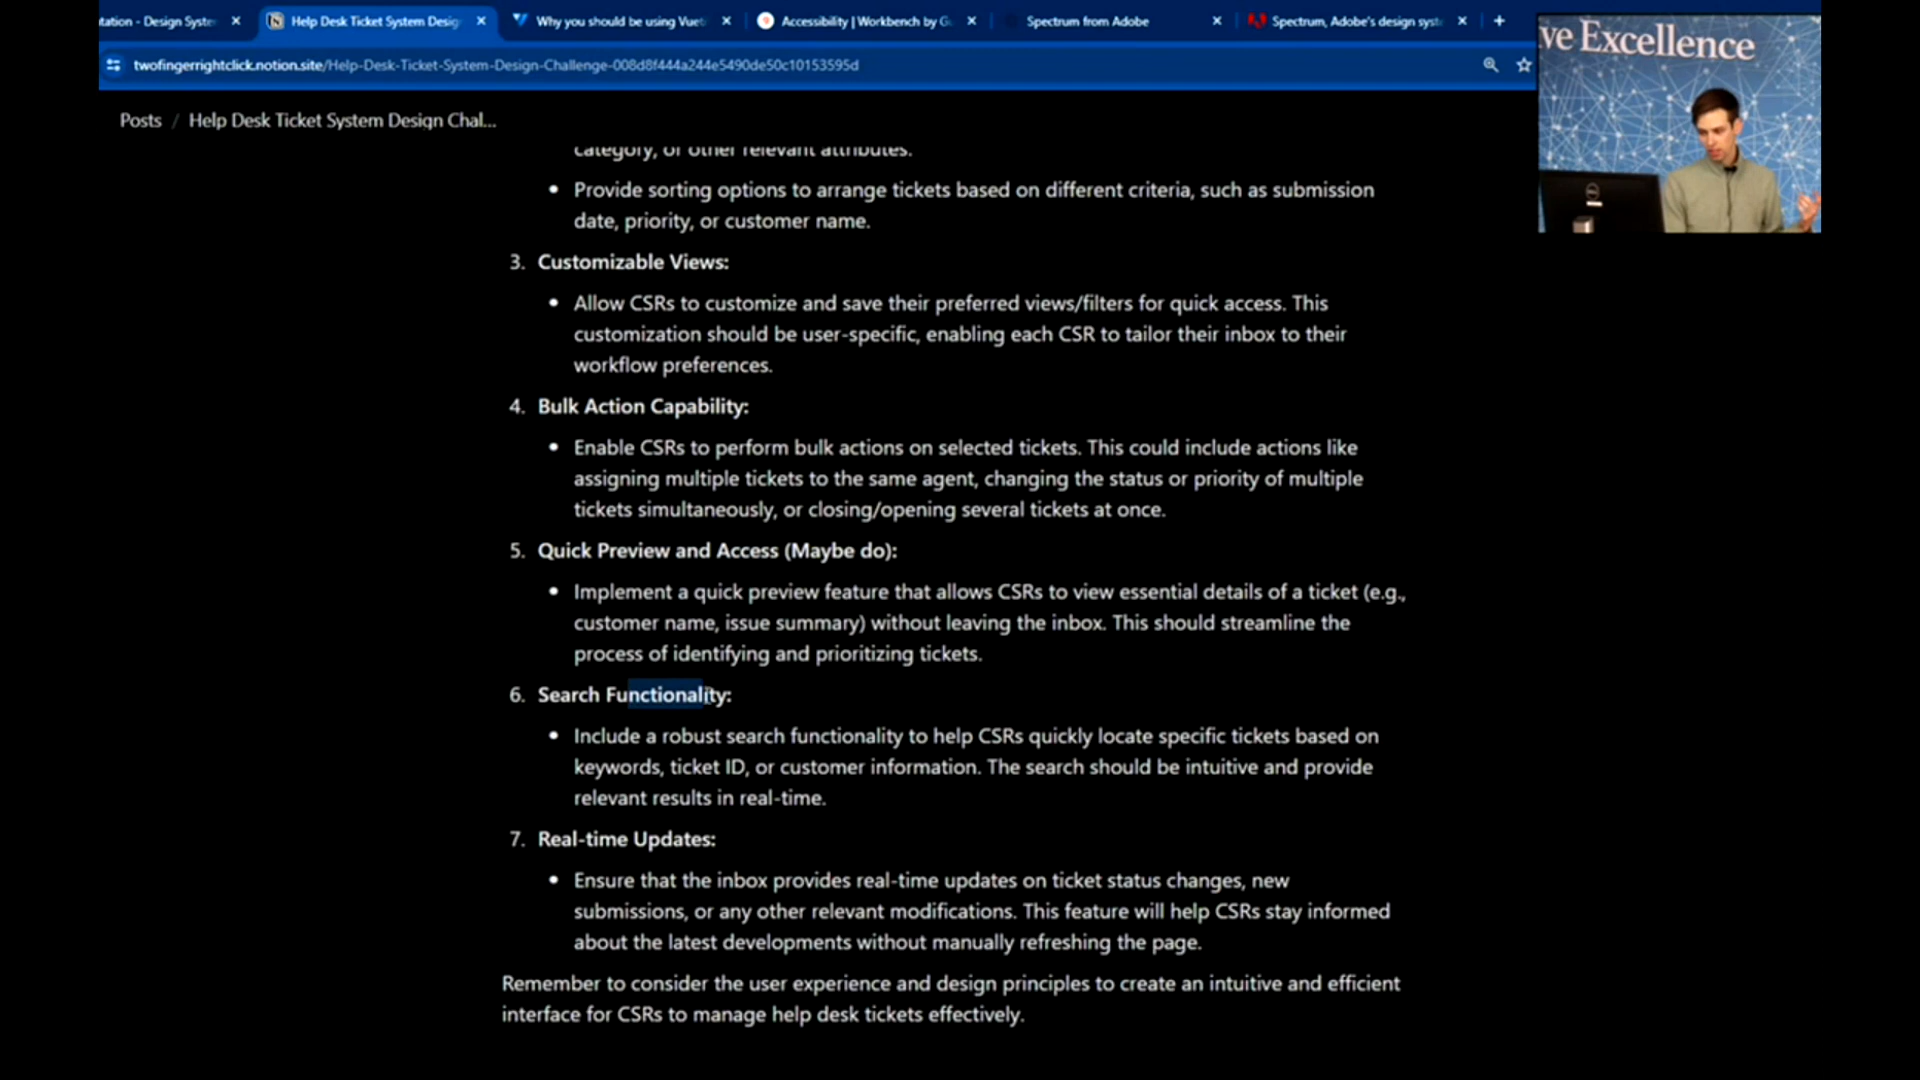 tation - Design Syste
Help Desk Ticket System Desig
Why you should be using Vuet
Accessibility | Workbench by G
Spectrum from Adobe
Spectrum, Adobe's design syst
twofingerrightclick.notion.site/Help-Desk-Ticket-System-Design-Challenge-008d8f444a244e5490de50c10153595d
ve Excellence
Posts / Help Desk Ticket System Design Chal...
category, or other relevant attributes.
• Provide sorting options to arrange tickets based on different criteria, such as submission
date, priority, or customer name.
3. Customizable Views:
• Allow CSRs to customize and save their preferred views/filters for quick access. This
customization should be user-specific, enabling each CSR to tailor their inbox to their
workflow preferences.
4. Bulk Action Capability:
• Enable CSRs to perform bulk actions on selected tickets. This could include actions like
assigning multiple tickets to the same agent, changing the status or priority of multiple
tickets simultaneously, or closing/opening several tickets at once.
5. Quick Preview and Access (Maybe do):
• Implement a quick preview feature that allows CSRs to view essential details of a ticket (e.g.,
customer name, issue summary) without leaving the inbox. This should streamline the
process of identifying and prioritizing tickets.
6. Search Functionality:
• Include a robust search functionality to help CSRs quickly locate specific tickets based on
keywords, ticket ID, or customer information. The search should be intuitive and provide
relevant results in real-time.
7. Real-time Updates:
• Ensure that the inbox provides real-time updates on ticket status changes, new
submissions, or any other relevant modifications. This feature will help CSRs stay informed
about the latest developments without manually refreshing the page.
Remember to consider the user experience and design principles to create an intuitive and efficient
interface for CSRs to manage help desk tickets effectively.